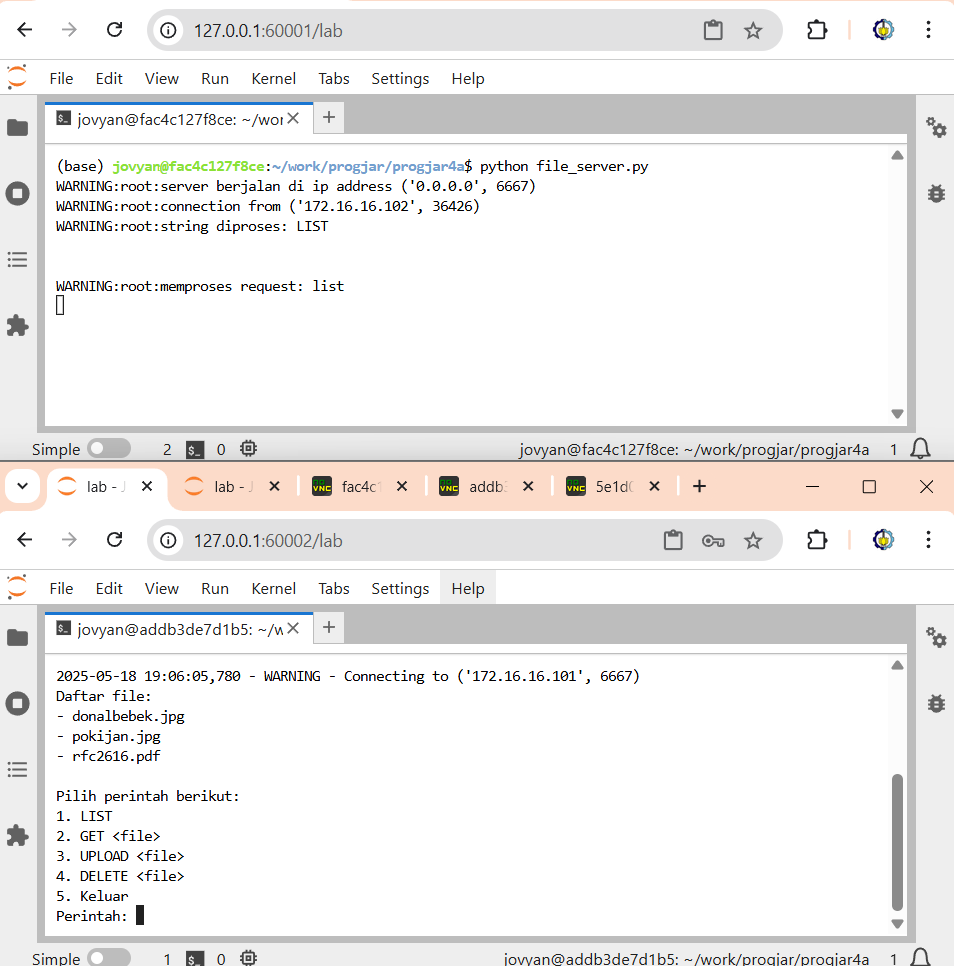 127.0.0.1:60001/lab
File Edit View Run Kernel Tabs Settings Help
jovyan@fac4c127f8ce: ~/wor
(base) jovyan@fac4c127f8ce:~/work/progjar/progjar4a$ python file_server.py
WARNING:root:server berjalan di ip address ('0.0.0.0', 6667)
WARNING:root:connection from ('172.16.16.102', 36426)
WARNING:root:string diproses: LIST
WARNING:root:memproses request: list
Simple 2 $_ 0 jovyan@fac4c127f8ce: ~/work/progjar/progjar4a 1
lab - J lab - J fac4c1 addb3 5e1d0
127.0.0.1:60002/lab
File Edit View Run Kernel Tabs Settings Help
jovyan@addb3de7d1b5: ~/w
2025-05-18 19:06:05,780 - WARNING - Connecting to ('172.16.16.101', 6667)
Daftar file:
- donalbebek.jpg
- pokijan.jpg
- rfc2616.pdf
Pilih perintah berikut:
1. LIST
2. GET <file>
3. UPLOAD <file>
4. DELETE <file>
5. Keluar
Perintah:
Simple 1 $_ 0 jovyan@addb3de7d1b5: ~/work/progjar/progjar4a 1